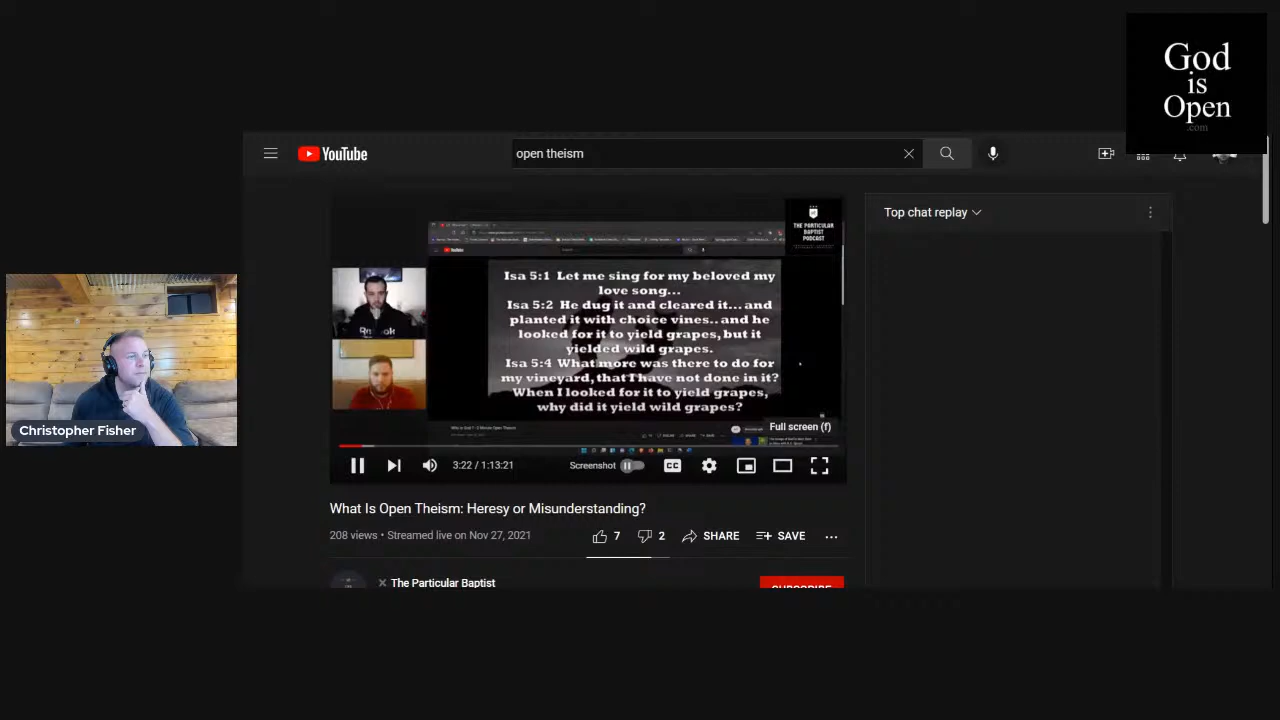 God
is
Open
.com
YouTube
open theism
Top chat replay
THE PARTICULAR
BAPTIST
PODCAST
Isa 5:1 Let me sing for my beloved my
love song...
Isa 5:2 He dug it and cleared it... and
planted it with choice vines.. and he
looked for it to yield grapes, but it
yielded wild grapes.
Isa 5:4 What more was there to do for
my vineyard, that I have not done in it?
When I looked for it to yield grapes,
why did it yield wild grapes?
Christopher Fisher
Full screen (f)
3:22 / 1:13:21
Screenshot
CC
What Is Open Theism: Heresy or Misunderstanding?
208 views • Streamed live on Nov 27, 2021
7
2
SHARE
SAVE
The Particular Baptist
SUBSCRIBE